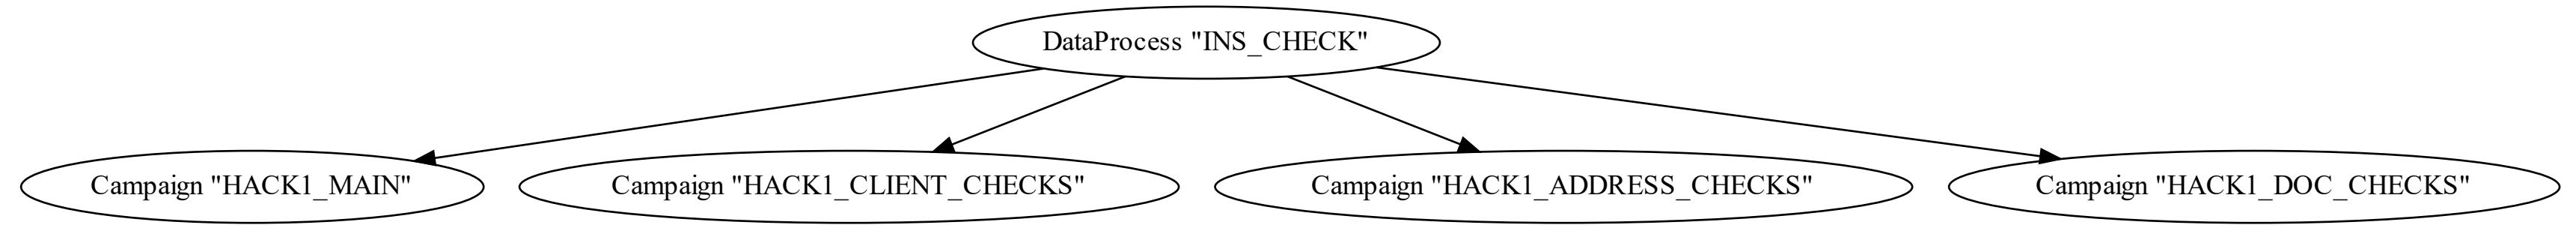 DataProcess "INS_CHECK"
Campaign "HACK1_MAIN"
Campaign "HACK1_CLIENT_CHECKS"
Campaign "HACK1_ADDRESS_CHECKS"
Campaign "HACK1_DOC_CHECKS"